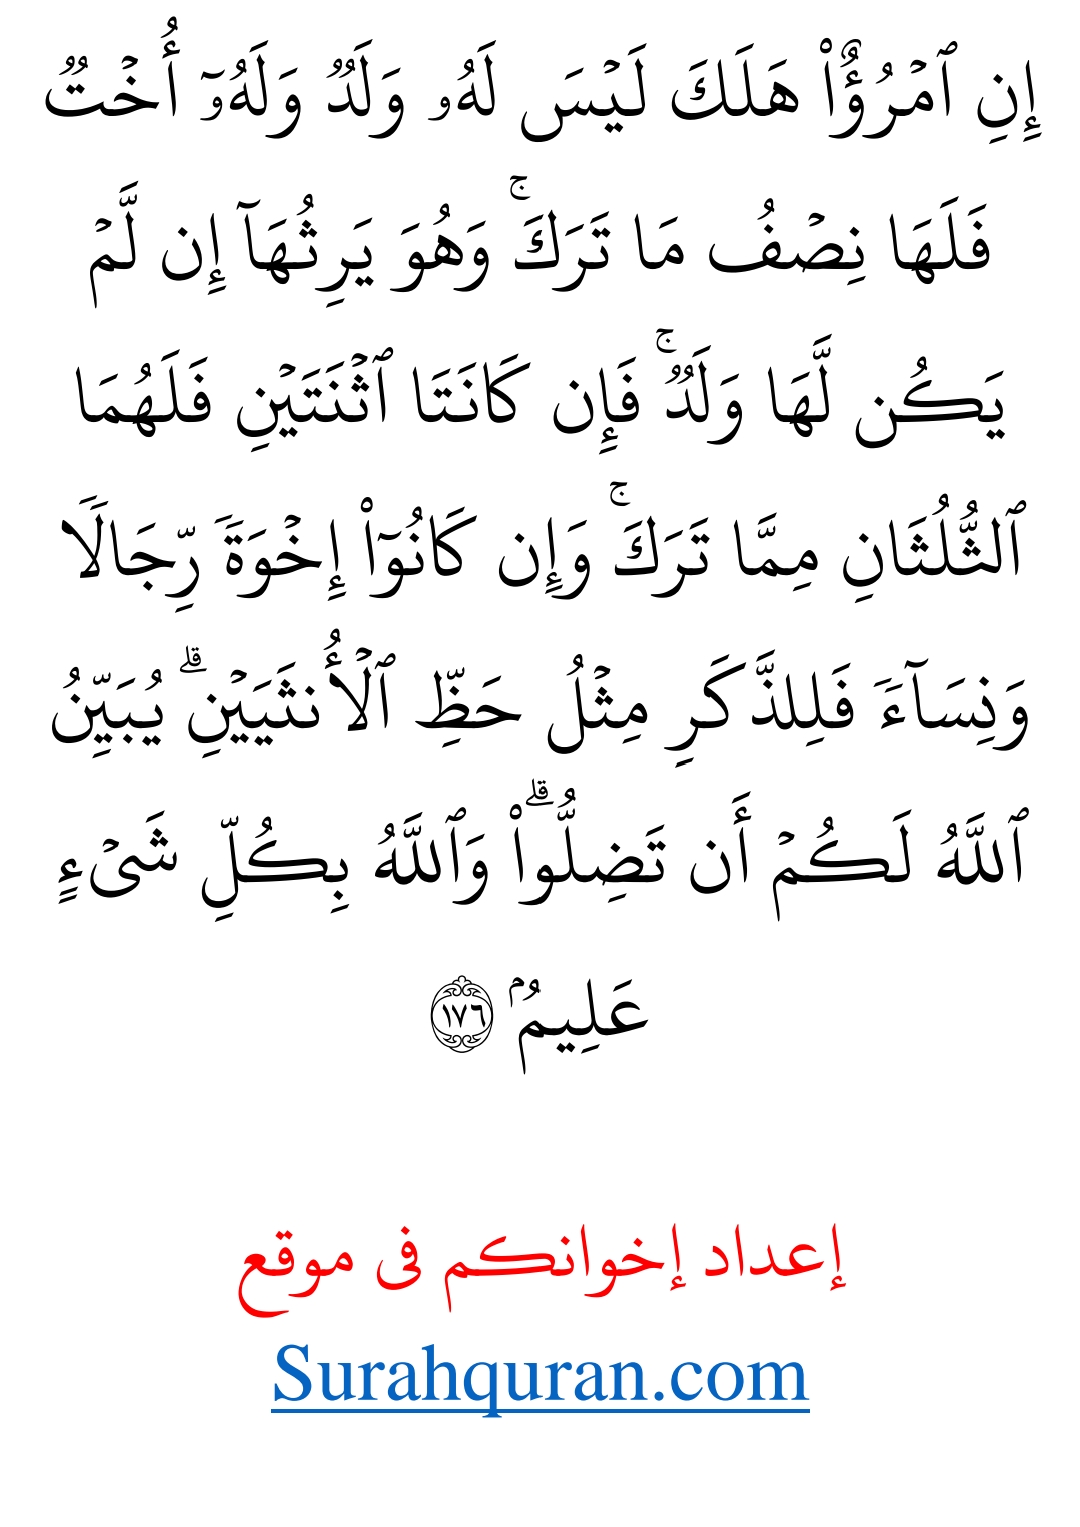 إِنِ ٱمۡرُؤٌاْ هَلَكَ لَيۡسَ لَهُۥ وَلَدٞ وَلَهُۥٓ أُخۡتٞ
فَلَهَا نِصۡفُ مَا تَرَكَۚ وَهُوَ يَرِثُهَآ إِن لَّمۡ
يَكُن لَّهَا وَلَدٞۚ فَإِن كَانَتَا ٱثۡنَتَيۡنِ فَلَهُمَا
ٱلثُّلُثَانِ مِمَّا تَرَكَۚ وَإِن كَانُوٓاْ إِخۡوَةٗ رِّجَالٗا
وَنِسَآءٗ فَلِلذَّكَرِ مِثۡلُ حَظِّ ٱلۡأُنثَيَيۡنِۗ يُبَيِّنُ
ٱللَّهُ لَكُمۡ أَن تَضِلُّواْۗ وَٱللَّهُ بِكُلِّ شَيۡءٍ
عَلِيمُۢ ١٧٦
إعداد إخوانكم فى موقع
Surahquran.com